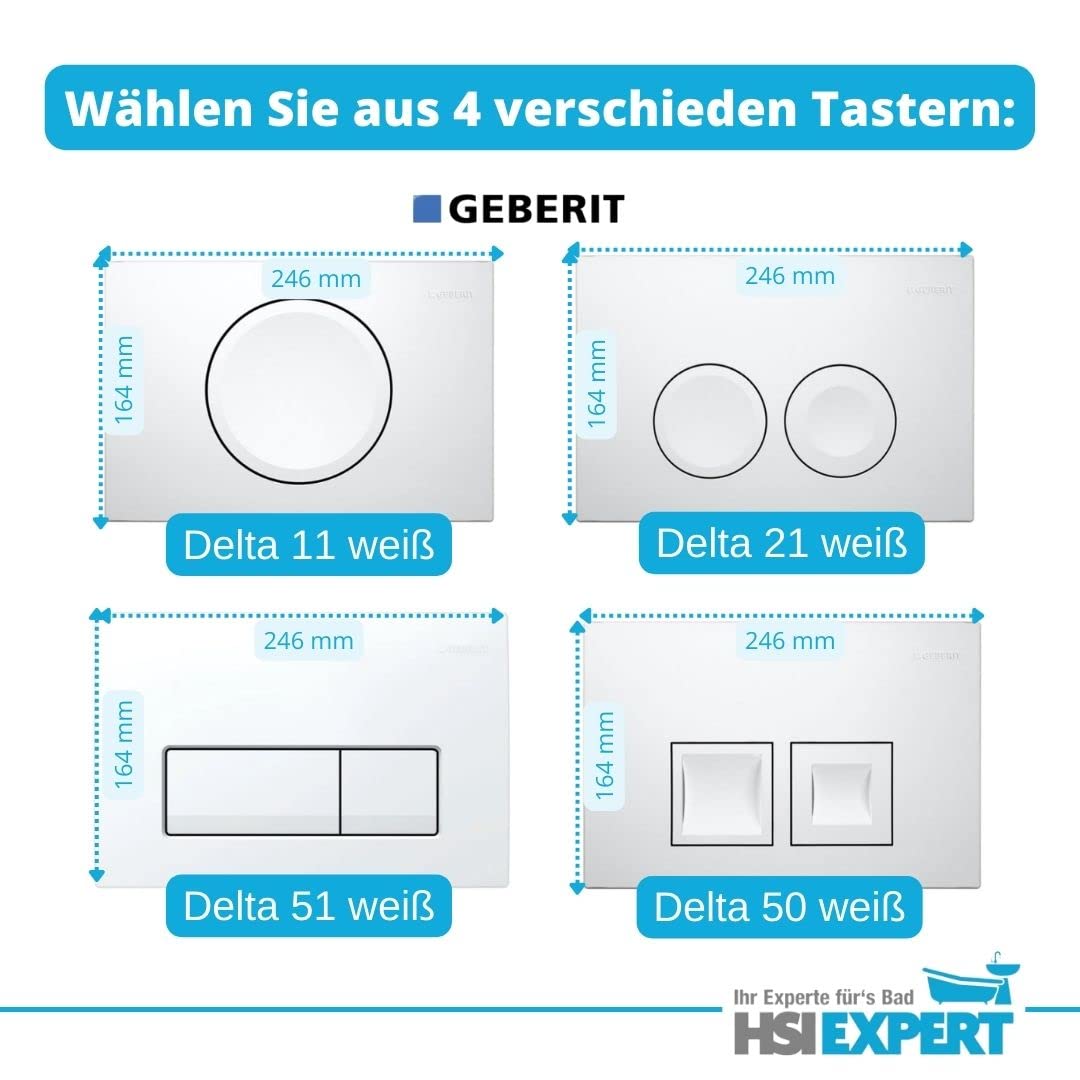 Wählen Sie aus 4 verschieden Tastern:
GEBERIT
246 mm
246 mm
GEBERIT
GEBERIT
164 mm
164 mm
Delta 11 weiß
Delta 21 weiß
246 mm
246 mm
GEBERIT
GEBERIT
164 mm
164 mm
Delta 51 weiß
Delta 50 weiß
Ihr Experte für‘s Bad
HSIEXPERT